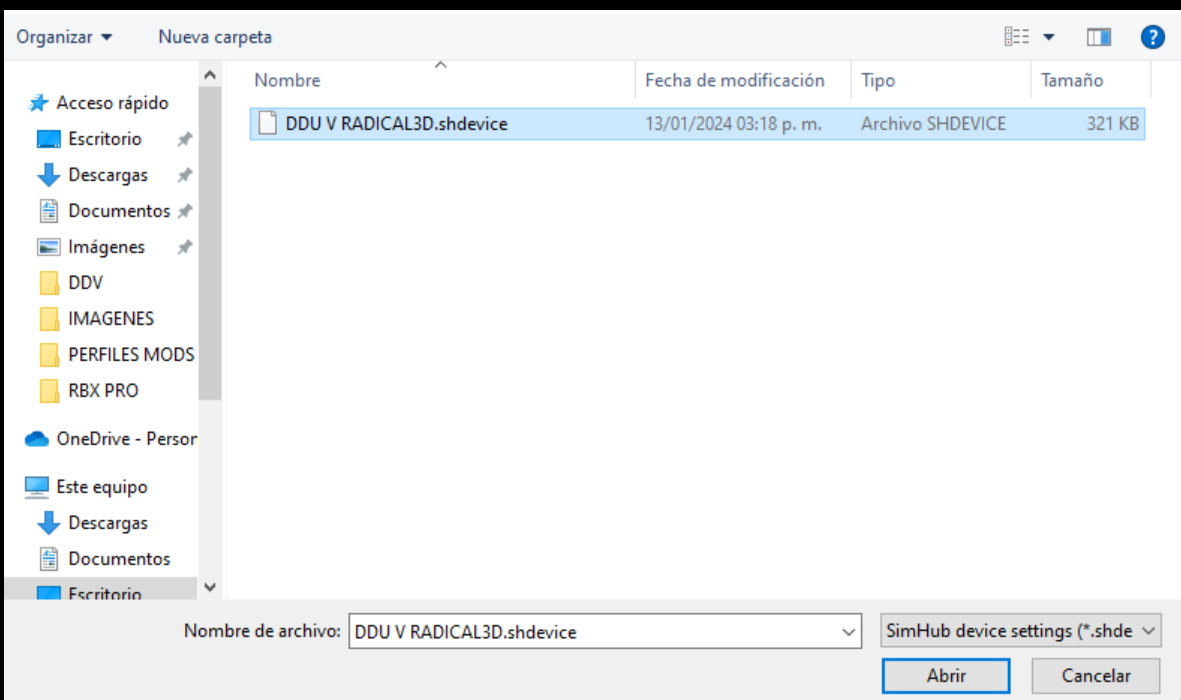 Organizar Nueva carpeta
Nombre Fecha de modificación Tipo Tamaño
DDU V RADICAL3D.shdevice 13/01/2024 03:18 p. m. Archivo SHDEVICE 321 KB
Acceso rápido
Escritorio
Descargas
Documentos
Imágenes
DDV
IMAGENES
PERFILES MODS
RBX PRO
OneDrive - Person
Este equipo
Descargas
Documentos
Escritorio
Nombre de archivo: DDU V RADICAL3D.shdevice SimHub device settings (*.shde
Abrir Cancelar